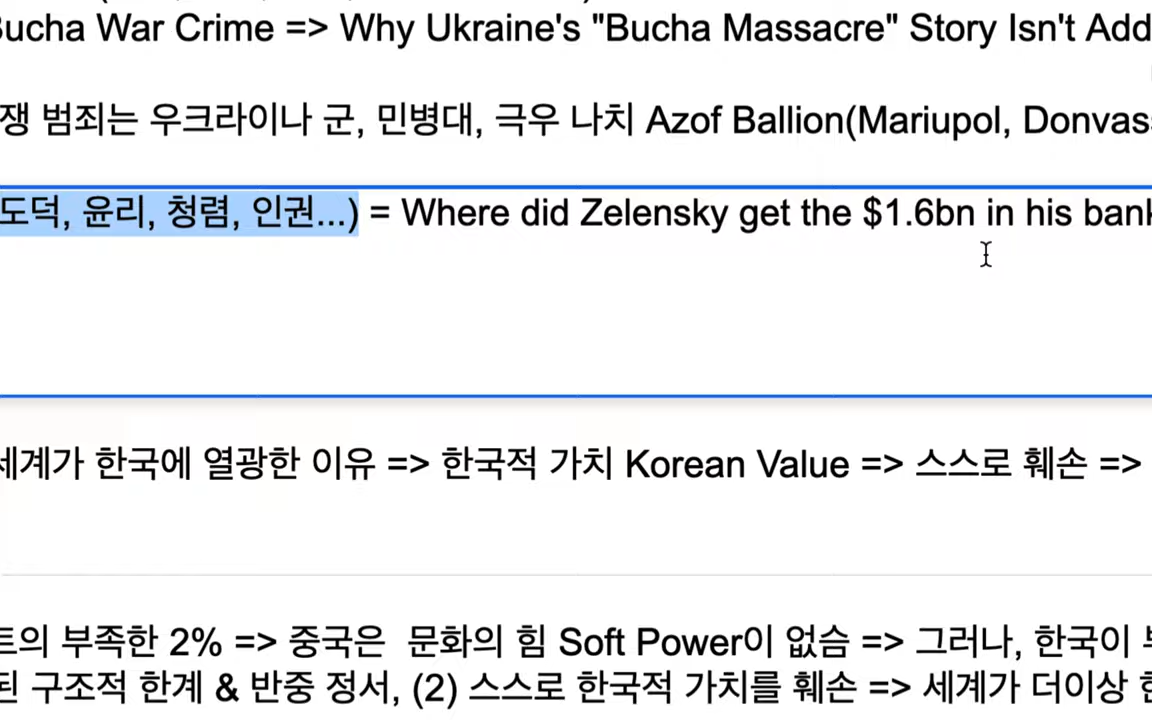 Bucha War Crime => Why Ukraine's "Bucha Massacre" Story Isn't Add
쟁 범죄는 우크라이나 군, 민병대, 극우 나치 Azof Ballion(Mariupol, Donvas
도덕, 윤리, 청렴, 인권...) = Where did Zelensky get the $1.6bn in his bank
세계가 한국에 열광한 이유 => 한국적 가치 Korean Value => 스스로 훼손 =>
트의 부족한 2% => 중국은 문화의 힘 Soft Power이 없슴 => 그러나, 한국이
된 구조적 한계 & 반중 정서, (2) 스스로 한국적 가치를 훼손 => 세계가 더이상